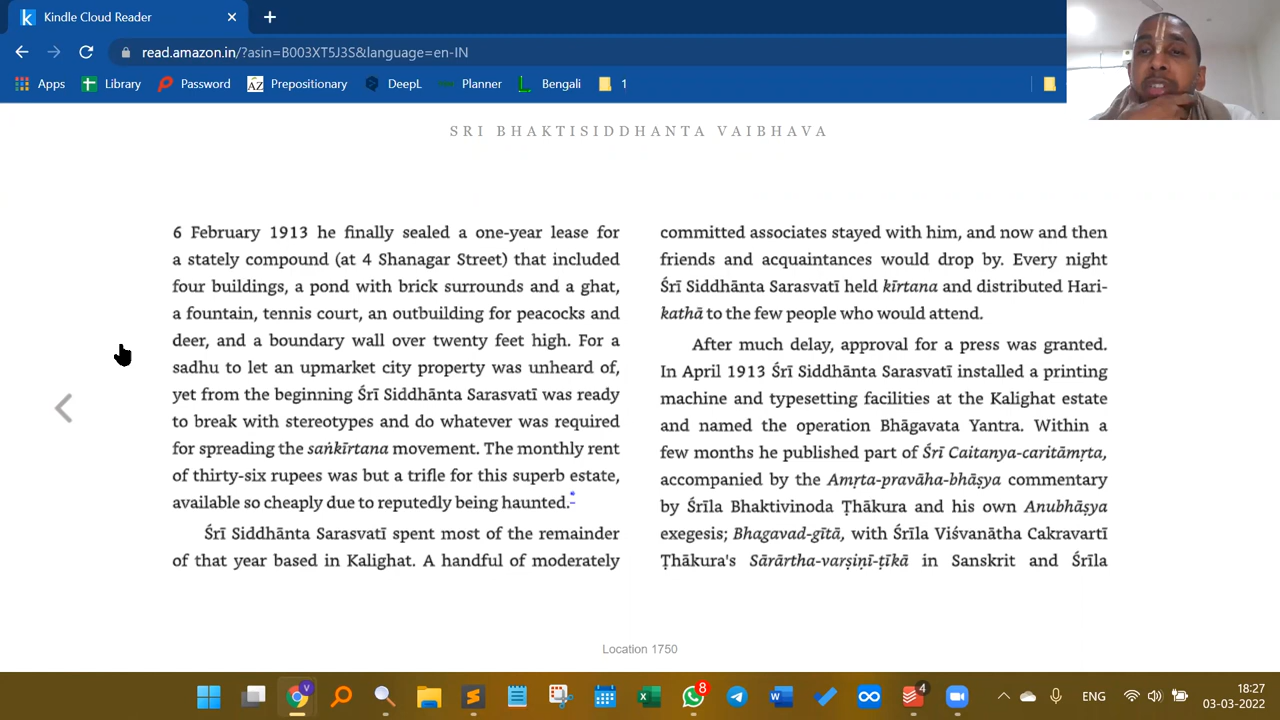 Kindle Cloud Reader
read.amazon.in/?asin=B003XT5J3S&language=en-IN
Apps Library Password AZ Prepositionary DeepL Planner Bengali 1
SRI BHAKTISIDDHANTA VAIBHAVA
6 February 1913 he finally sealed a one-year lease for
a stately compound (at 4 Shanagar Street) that included
four buildings, a pond with brick surrounds and a ghat,
a fountain, tennis court, an outbuilding for peacocks and
deer, and a boundary wall over twenty feet high. For a
sadhu to let an upmarket city property was unheard of,
yet from the beginning Śrī Siddhānta Sarasvatī was ready
to break with stereotypes and do whatever was required
for spreading the saṅkīrtana movement. The monthly rent
of thirty-six rupees was but a trifle for this superb estate,
available so cheaply due to reputedly being haunted.*
Śrī Siddhānta Sarasvatī spent most of the remainder
of that year based in Kalighat. A handful of moderately
committed associates stayed with him, and now and then
friends and acquaintances would drop by. Every night
Śrī Siddhānta Sarasvatī held kīrtana and distributed Hari-
kathā to the few people who would attend.
After much delay, approval for a press was granted.
In April 1913 Śrī Siddhānta Sarasvatī installed a printing
machine and typesetting facilities at the Kalighat estate
and named the operation Bhāgavata Yantra. Within a
few months he published part of Śrī Caitanya-caritāmṛta,
accompanied by the Amṛta-pravāha-bhāṣya commentary
by Śrīla Bhaktivinoda Ṭhākura and his own Anubhāṣya
exegesis; Bhagavad-gītā, with Śrīla Viśvanātha Cakravartī
Ṭhākura's Sārārtha-varṣiṇī-ṭīkā in Sanskrit and Śrīla
Location 1750
V 8 4 ENG 18:27
03-03-2022